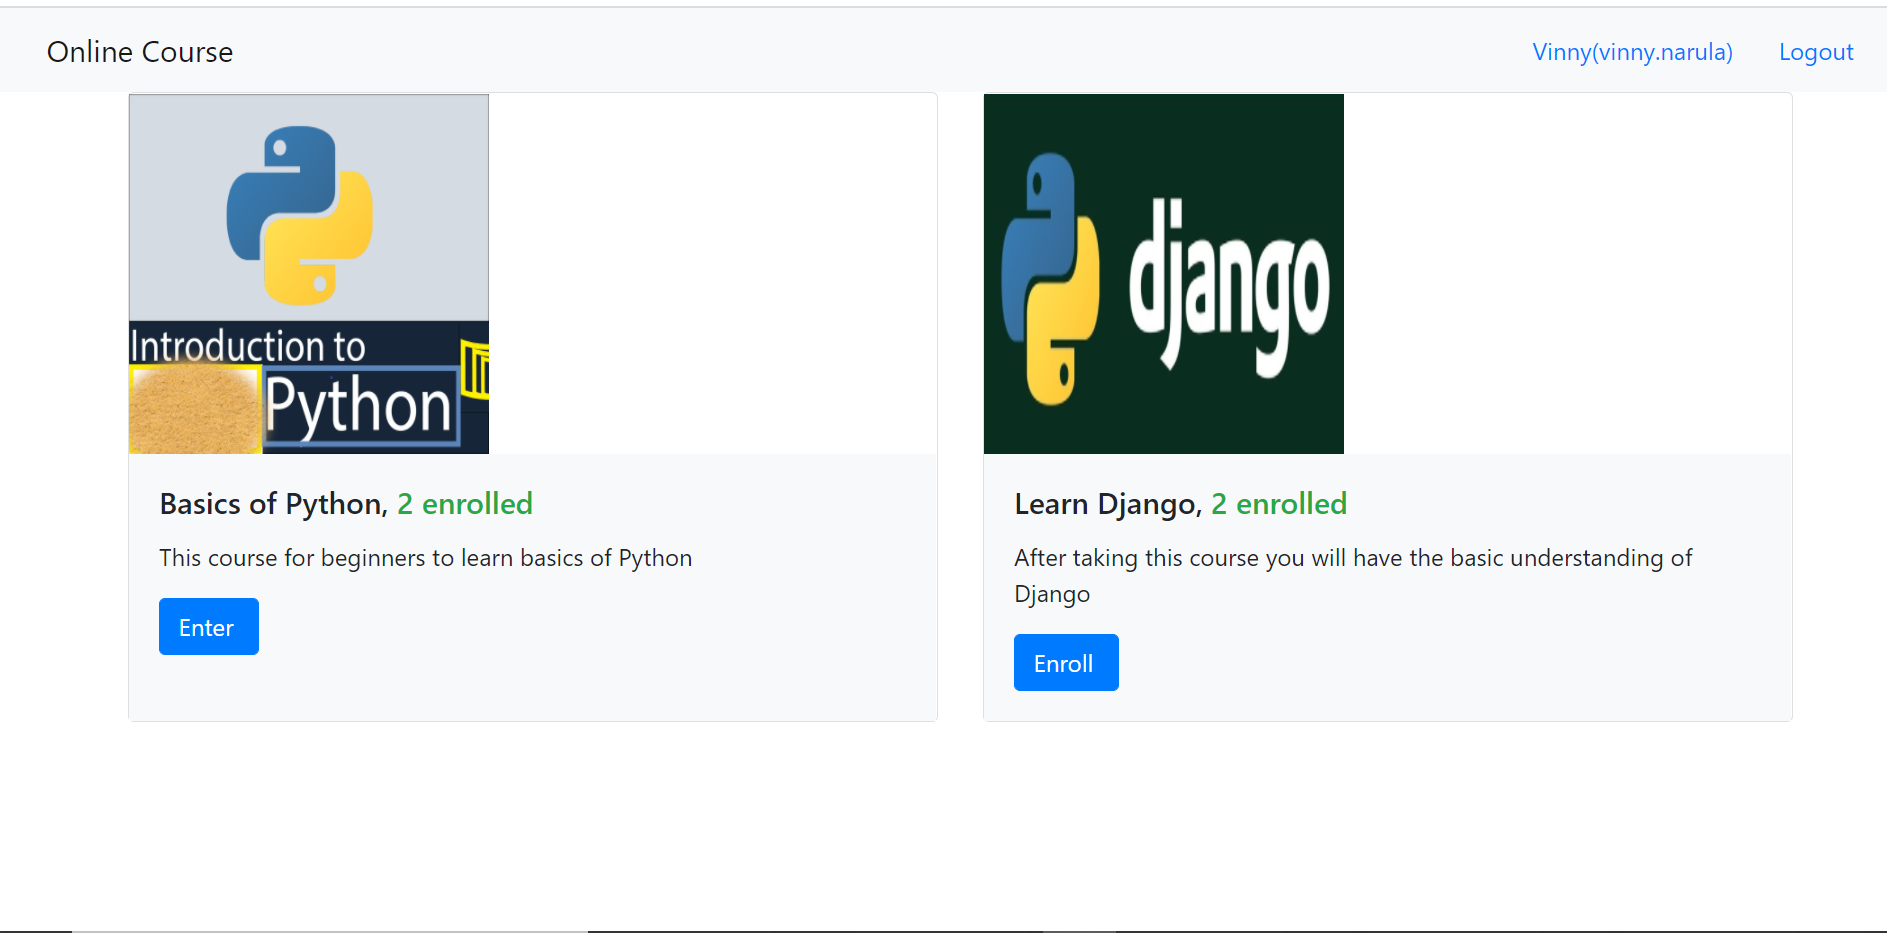 Online Course
Vinny(vinny.narula)
Logout
Introduction to
Python
django
Basics of Python, 2 enrolled
This course for beginners to learn basics of Python
Enter
Learn Django, 2 enrolled
After taking this course you will have the basic understanding of
Django
Enroll